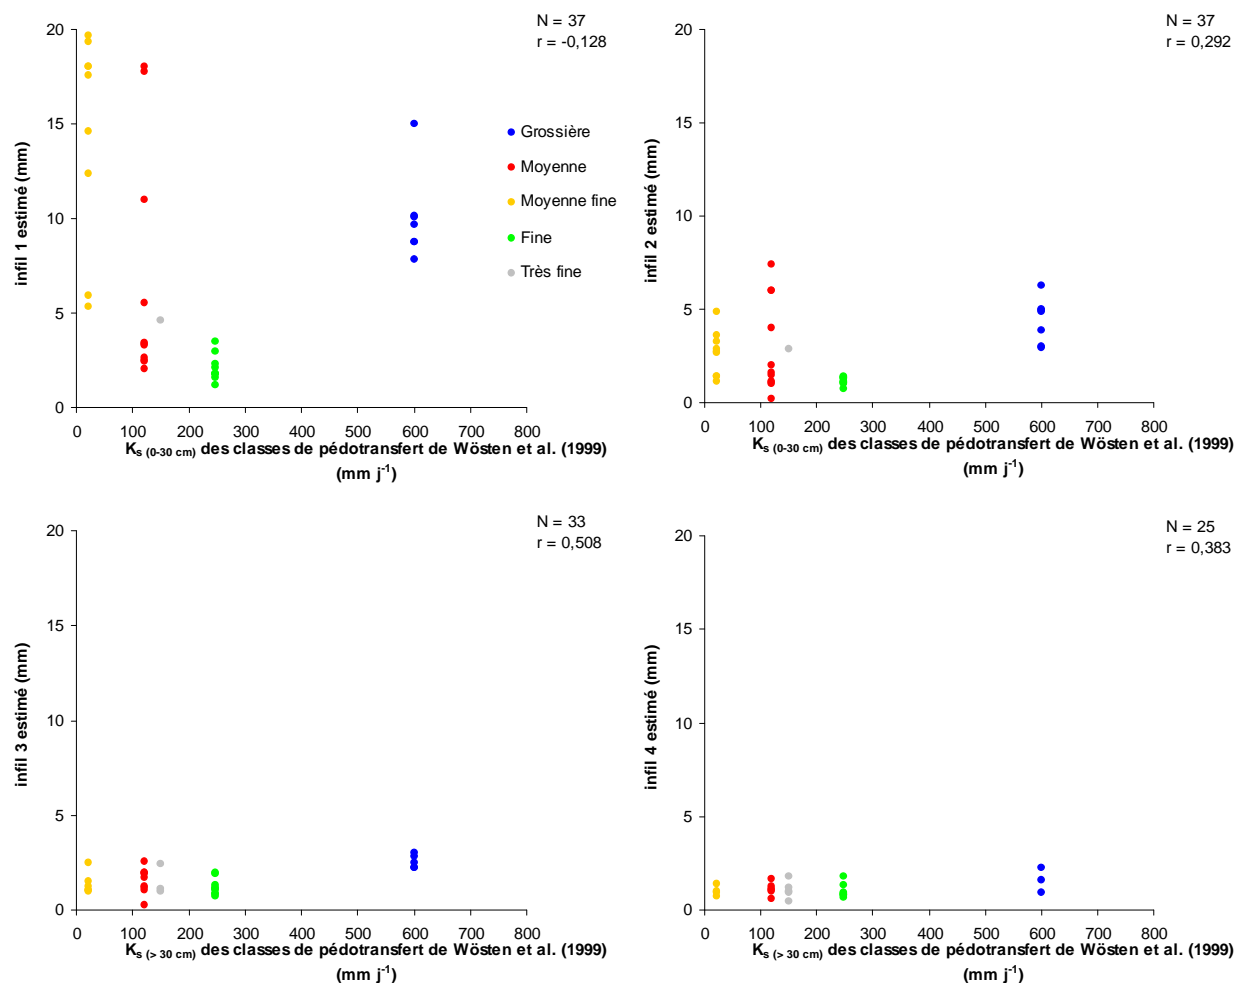 N = 37
r = -0,128
20
15
10
5
0
infil 1 estimé (mm)
Grossière
Moyenne
Moyenne fine
Fine
Très fine
0 100 200 300 400 500 600 700 800
Ks (0-30 cm) des classes de pédotransfert de Wösten et al. (1999)
(mm j-1)
N = 37
r = 0,292
20
15
10
5
0
infil 2 estimé (mm)
0 100 200 300 400 500 600 700 800
Ks (0-30 cm) des classes de pédotransfert de Wösten et al. (1999)
(mm j-1)
N = 33
r = 0,508
20
15
10
5
0
infil 3 estimé (mm)
0 100 200 300 400 500 600 700 800
Ks (> 30 cm) des classes de pédotransfert de Wösten et al. (1999)
(mm j-1)
N = 25
r = 0,383
20
15
10
5
0
infil 4 estimé (mm)
0 100 200 300 400 500 600 700 800
Ks (> 30 cm) des classes de pédotransfert de Wösten et al. (1999)
(mm j-1)